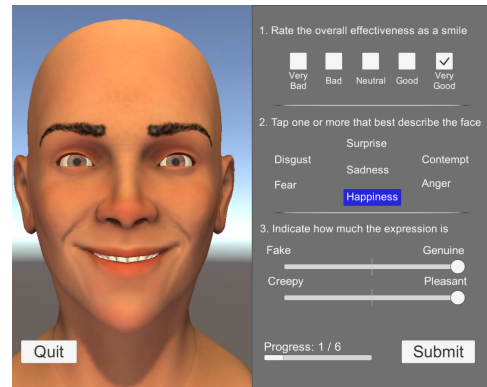 1. Rate the overall effectiveness as a smile
Very Bad
Bad
Neutral
Good
Very Good
2. Tap one or more that best describe the face
Surprise
Disgust
Contempt
Sadness
Fear
Anger
Happiness
3. Indicate how much the expression is
Fake
Genuine
Creepy
Pleasant
Progress: 1 / 6
Quit
Submit